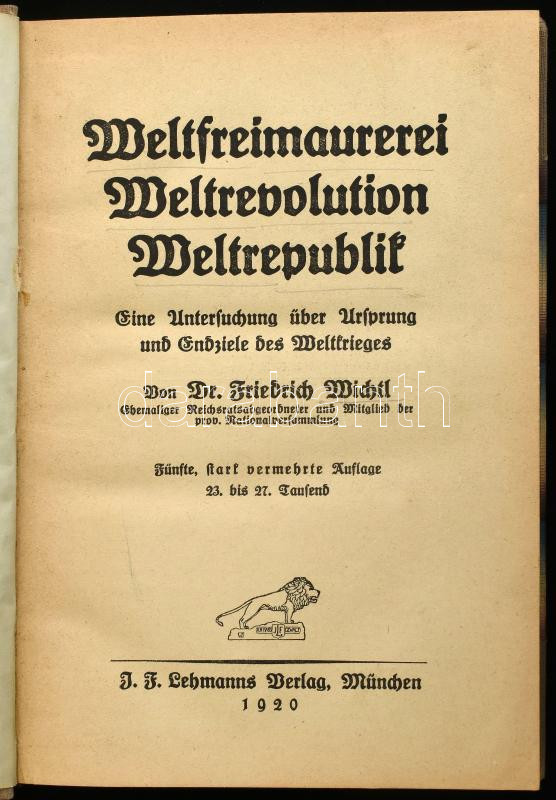 Weltfreimaurerei
Weltrevolution
Weltrepublik
Eine Untersuchung über Ursprung
und Endziele des Weltkrieges
Von Dr. Friedrich Wichtl
Ehemaliger Reichsratsabgeordneter und Mitglied der
prov. Nationalversammlung
Fünfte, stark vermehrte Auflage
23. bis 27. Tausend
J. F. Lehmanns Verlag, München
1920